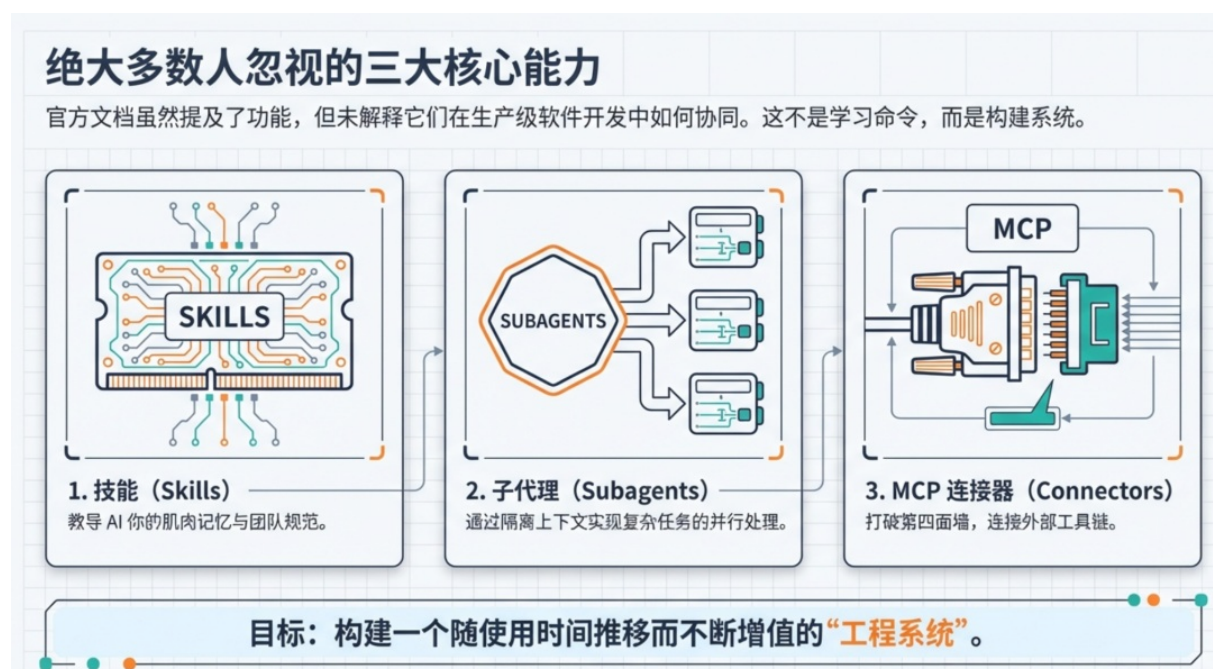 绝大多数人忽视的三大核心能力
官方文档虽然提及了功能，但未解释它们在生产级软件开发中如何协同。这不是学习命令，而是构建系统。
SKILLS
1. 技能（Skills）
教导 AI 你的肌肉记忆与团队规范。
SUBAGENTS
2. 子代理（Subagents）
通过隔离上下文实现复杂任务的并行处理。
MCP
3. MCP 连接器（Connectors）
打破第四面墙，连接外部工具链。
目标：构建一个随使用时间推移而不断增值的“工程系统”。